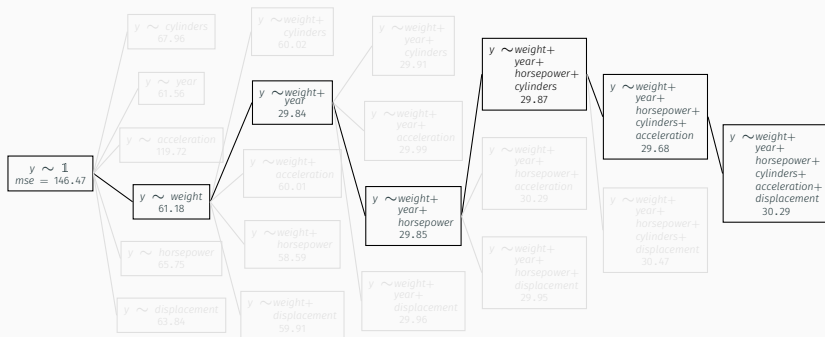 y ∼ 1
mse = 146.47
y ∼ cylinders
67.98
y ∼ year
61.56
y ∼ acceleration
119.72
y ∼ weight
61.18
y ∼ horsepower
65.75
y ∼ displacement
63.84
y ∼weight+
cylinders
60.02
y ∼weight+
year
29.84
y ∼weight+
acceleration
60.01
y ∼weight+
horsepower
58.59
y ∼weight+
displacement
59.91
y ∼weight+
year+
cylinders
29.91
y ∼weight+
year+
acceleration
29.99
y ∼weight+
year+
horsepower
29.85
y ∼weight+
year+
displacement
29.96
y ∼weight+
year+
horsepower+
cylinders
29.87
y ∼weight+
year+
horsepower+
acceleration
30.29
y ∼weight+
year+
horsepower+
displacement
29.95
y ∼weight+
year+
horsepower+
cylinders+
acceleration
29.68
y ∼weight+
year+
horsepower+
cylinders+
displacement
30.47
y ∼weight+
year+
horsepower+
cylinders+
acceleration+
displacement
30.29